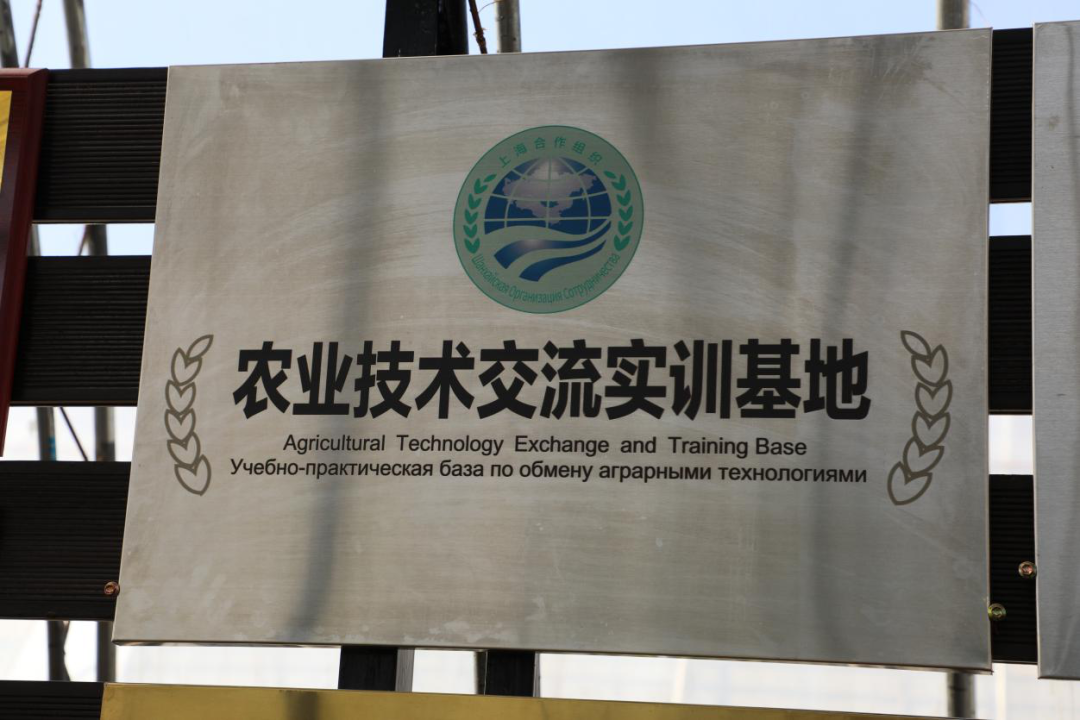 上海合作组织
Шанхайская Организация Сотрудничества
农业技术交流实训基地
Agricultural Technology Exchange and Training Base
Учебно-практическая база по обмену аграрными технологиями